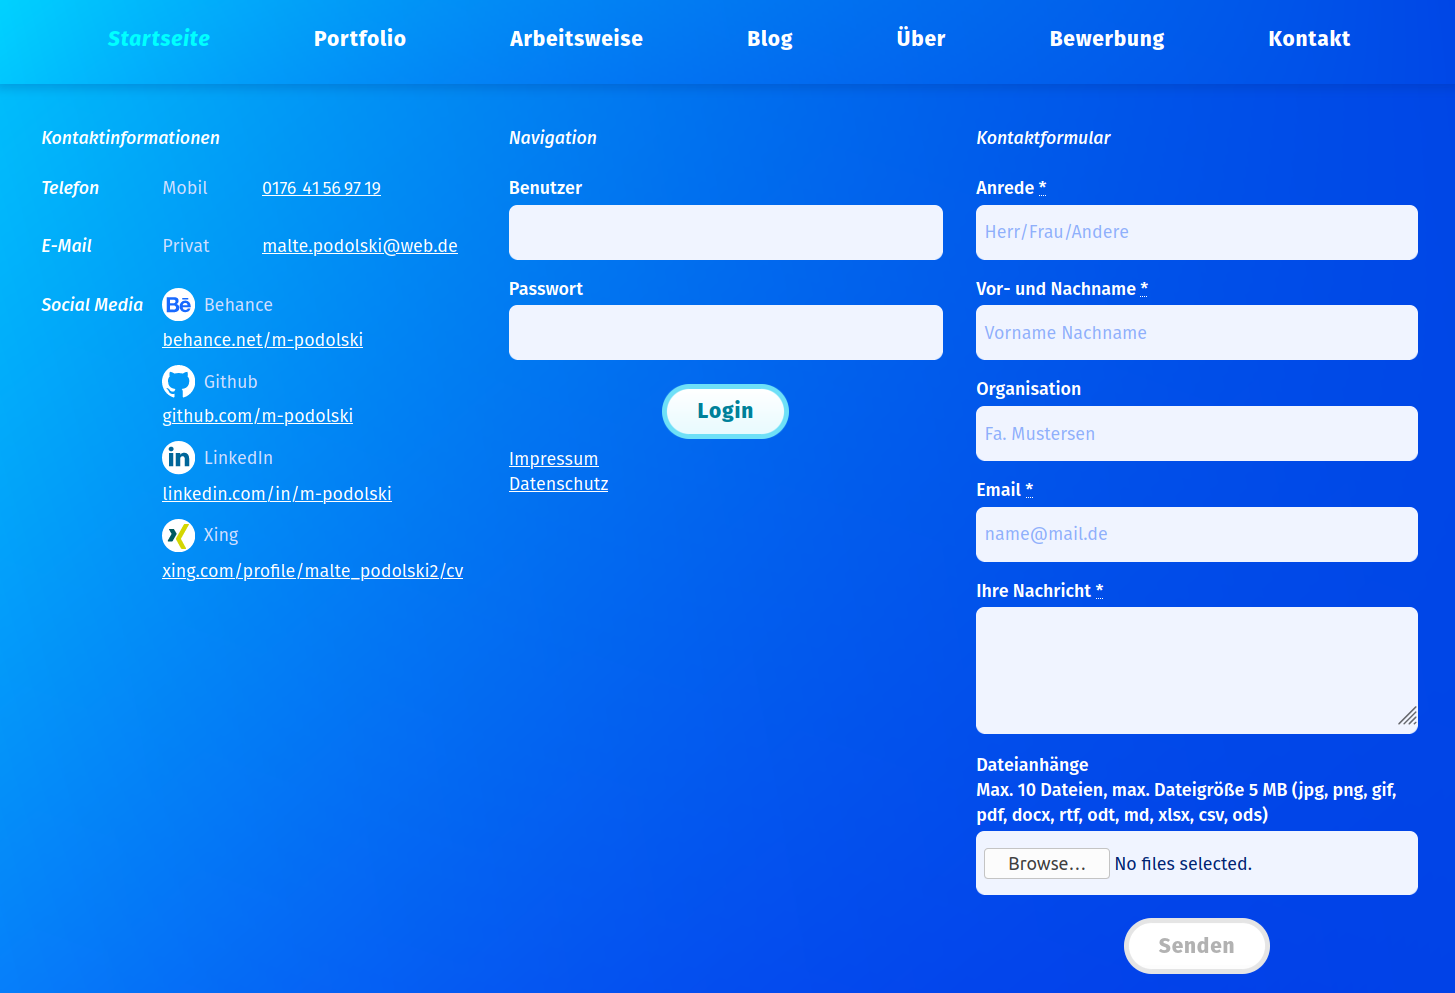 Startseite Portfolio Arbeitsweise Blog Über Bewerbung Kontakt
Kontaktinformationen
Telefon Mobil 0176 41 56 97 19
E-Mail Privat malte.podolski@web.de
Social Media Bē Behance
behance.net/m-podolski
Github
github.com/m-podolski
in LinkedIn
linkedin.com/in/m-podolski
Xing
xing.com/profile/malte_podolski2/cv
Navigation
Benutzer
Passwort
Login
Impressum
Datenschutz
Kontaktformular
Anrede *
Herr/Frau/Andere
Vor- und Nachname *
Vorname Nachname
Organisation
Fa. Mustersen
Email *
name@mail.de
Ihre Nachricht *
Dateianhänge
Max. 10 Dateien, max. Dateigröße 5 MB (jpg, png, gif,
pdf, docx, rtf, odt, md, xlsx, csv, ods)
Browse... No files selected.
Senden